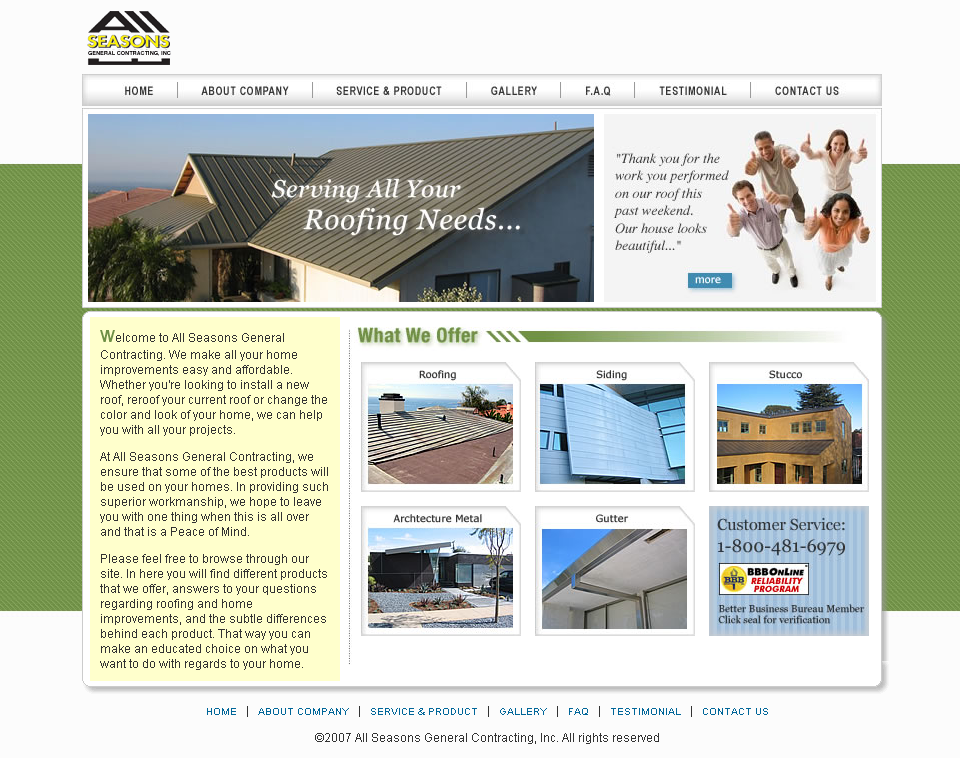 All
SEASONS
GENERAL CONTRACTING, INC
HOME
ABOUT COMPANY
SERVICE & PRODUCT
GALLERY
F.A.Q
TESTIMONIAL
CONTACT US
Serving All Your
Roofing Needs...
"Thank you for the
work you performed
on our roof this
past weekend.
Our house looks
beautiful..."
more
Welcome to All Seasons General
Contracting. We make all your home
improvements easy and affordable.
Whether you're looking to install a new
roof, reroof your current roof or change the
color and look of your home, we can help
you with all your projects.
At All Seasons General Contracting, we
ensure that some of the best products will
be used on your homes. In providing such
superior workmanship, we hope to leave
you with one thing when this is all over
and that is a Peace of Mind.
Please feel free to browse through our
site. In here you will find different products
that we offer, answers to your questions
regarding roofing and home
improvements, and the subtle differences
behind each product. That way you can
make an educated choice on what you
want to do with regards to your home.
What We Offer
Roofing
Siding
Stucco
Archtecture Metal
Gutter
Customer Service:
1-800-481-6979
BBB
BBBONLINE
RELIABILITY
PROGRAM
Better Business Bureau Member
Click seal for verification
HOME | ABOUT COMPANY | SERVICE & PRODUCT | GALLERY | FAQ | TESTIMONIAL | CONTACT US
©2007 All Seasons General Contracting, Inc. All rights reserved